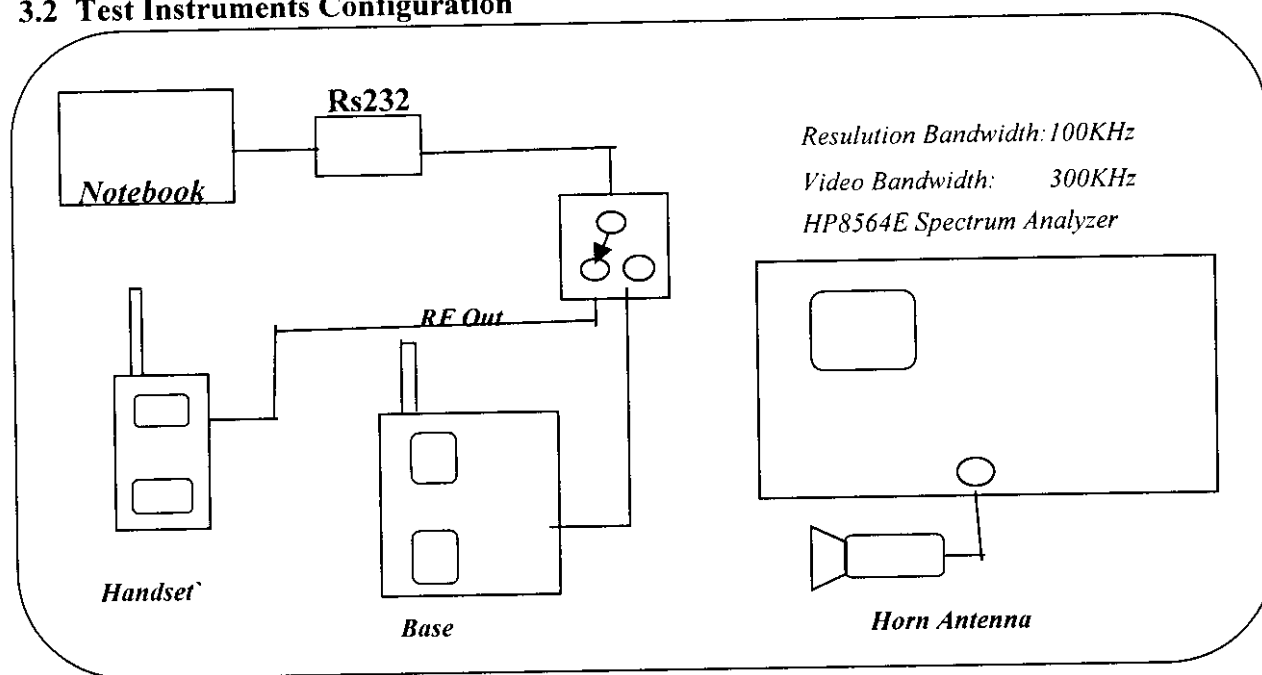 3.2 Test Instruments Configuration
Rs232
Notebook
Resulution Bandwidth: 100KHz
Video Bandwidth: 300KHz
HP8564E Spectrum Analyzer
RF Out
Handset`
Base
Horn Antenna